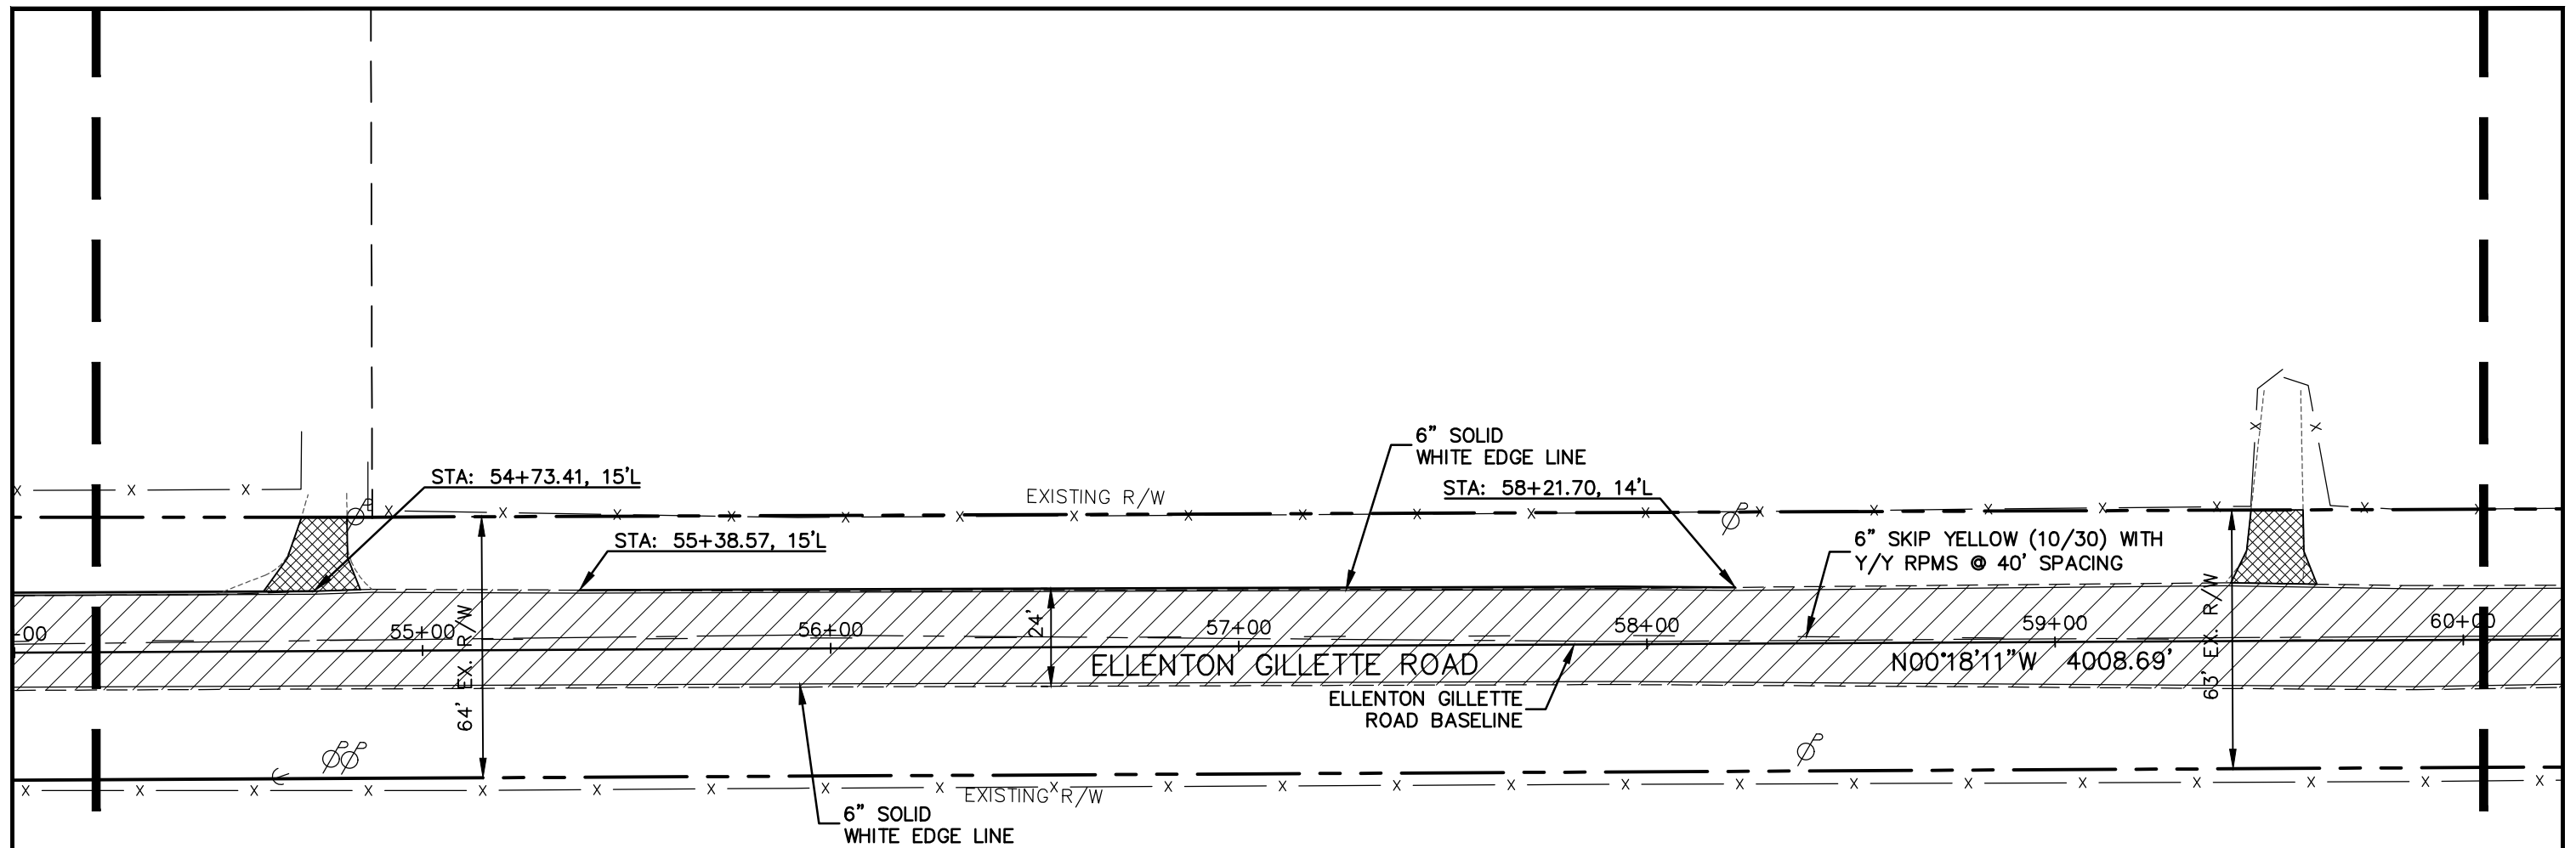 6" SOLID
WHITE EDGE LINE
STA: 54+73.41, 15'L
STA: 58+21.70, 14'L
EXISTING R/W
STA: 55+38.57, 15'L
6" SKIP YELLOW (10/30) WITH
Y/Y RPMS @ 40' SPACING
-00
55+00
56+00
57+00
58+00
59+00
60+00
24'
64' EX. R/W
63' EX. R/W
ELLENTON GILLETTE ROAD
N00°18'11"W 4008.69'
ELLENTON GILLETTE
ROAD BASELINE
EXISTING R/W
6" SOLID
WHITE EDGE LINE